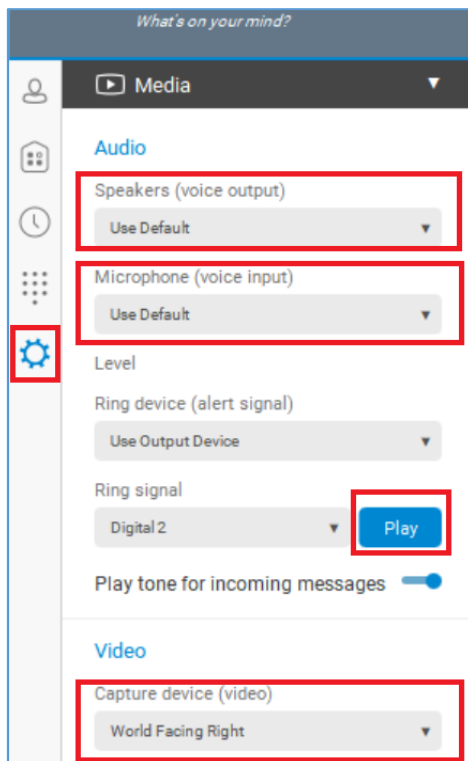 What's on your mind?
Media
Audio
Speakers (voice output)
Use Default
Microphone (voice input)
Use Default
Level
Ring device (alert signal)
Use Output Device
Ring signal
Digital 2
Play
Play tone for incoming messages
Video
Capture device (video)
World Facing Right